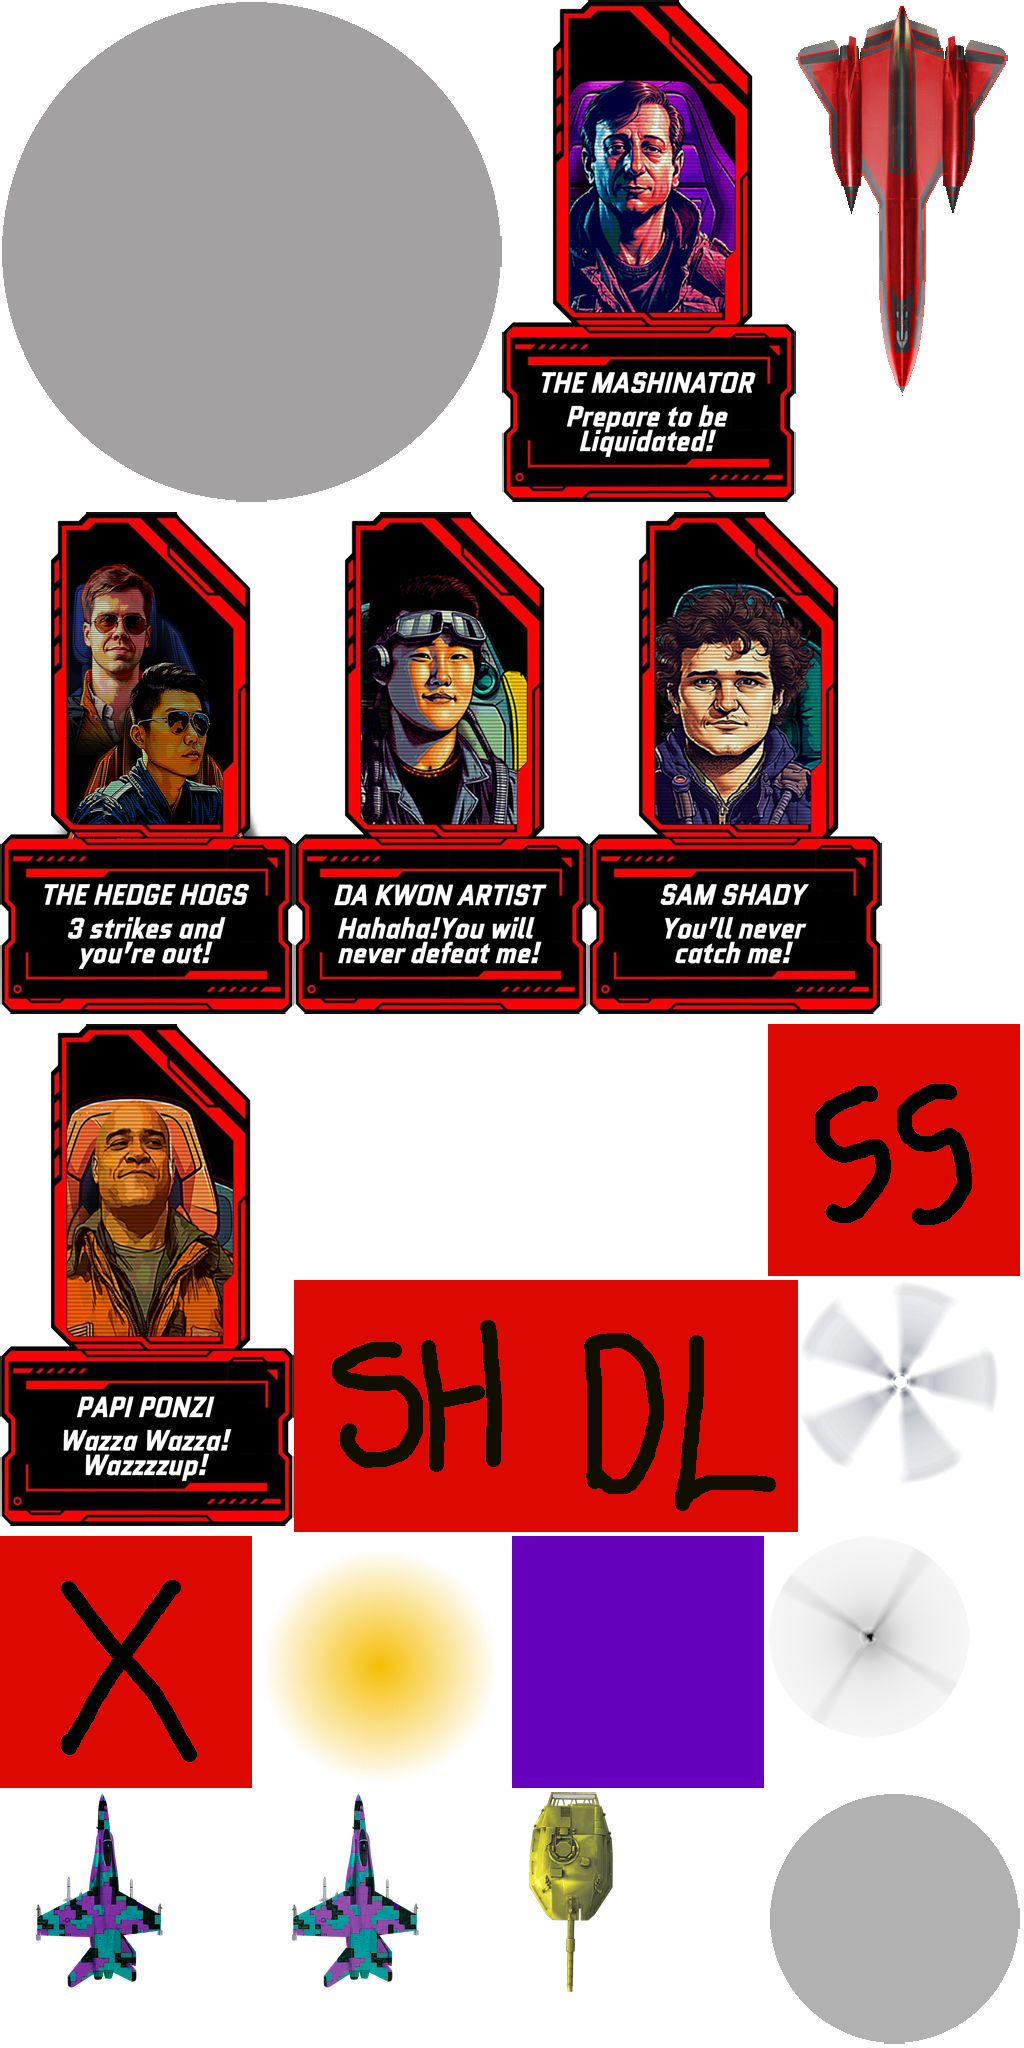 THE MASHINATOR
Prepare to be
Liquidated!
THE HEDGE HOGS
3 strikes and
you're out!
DA KWON ARTIST
Hahaha!You will
never defeat me!
SAM SHADY
You'll never
catch me!
SS
PAPI PONZI
Wazza Wazza!
Wazzzzup!
SH
DL
X